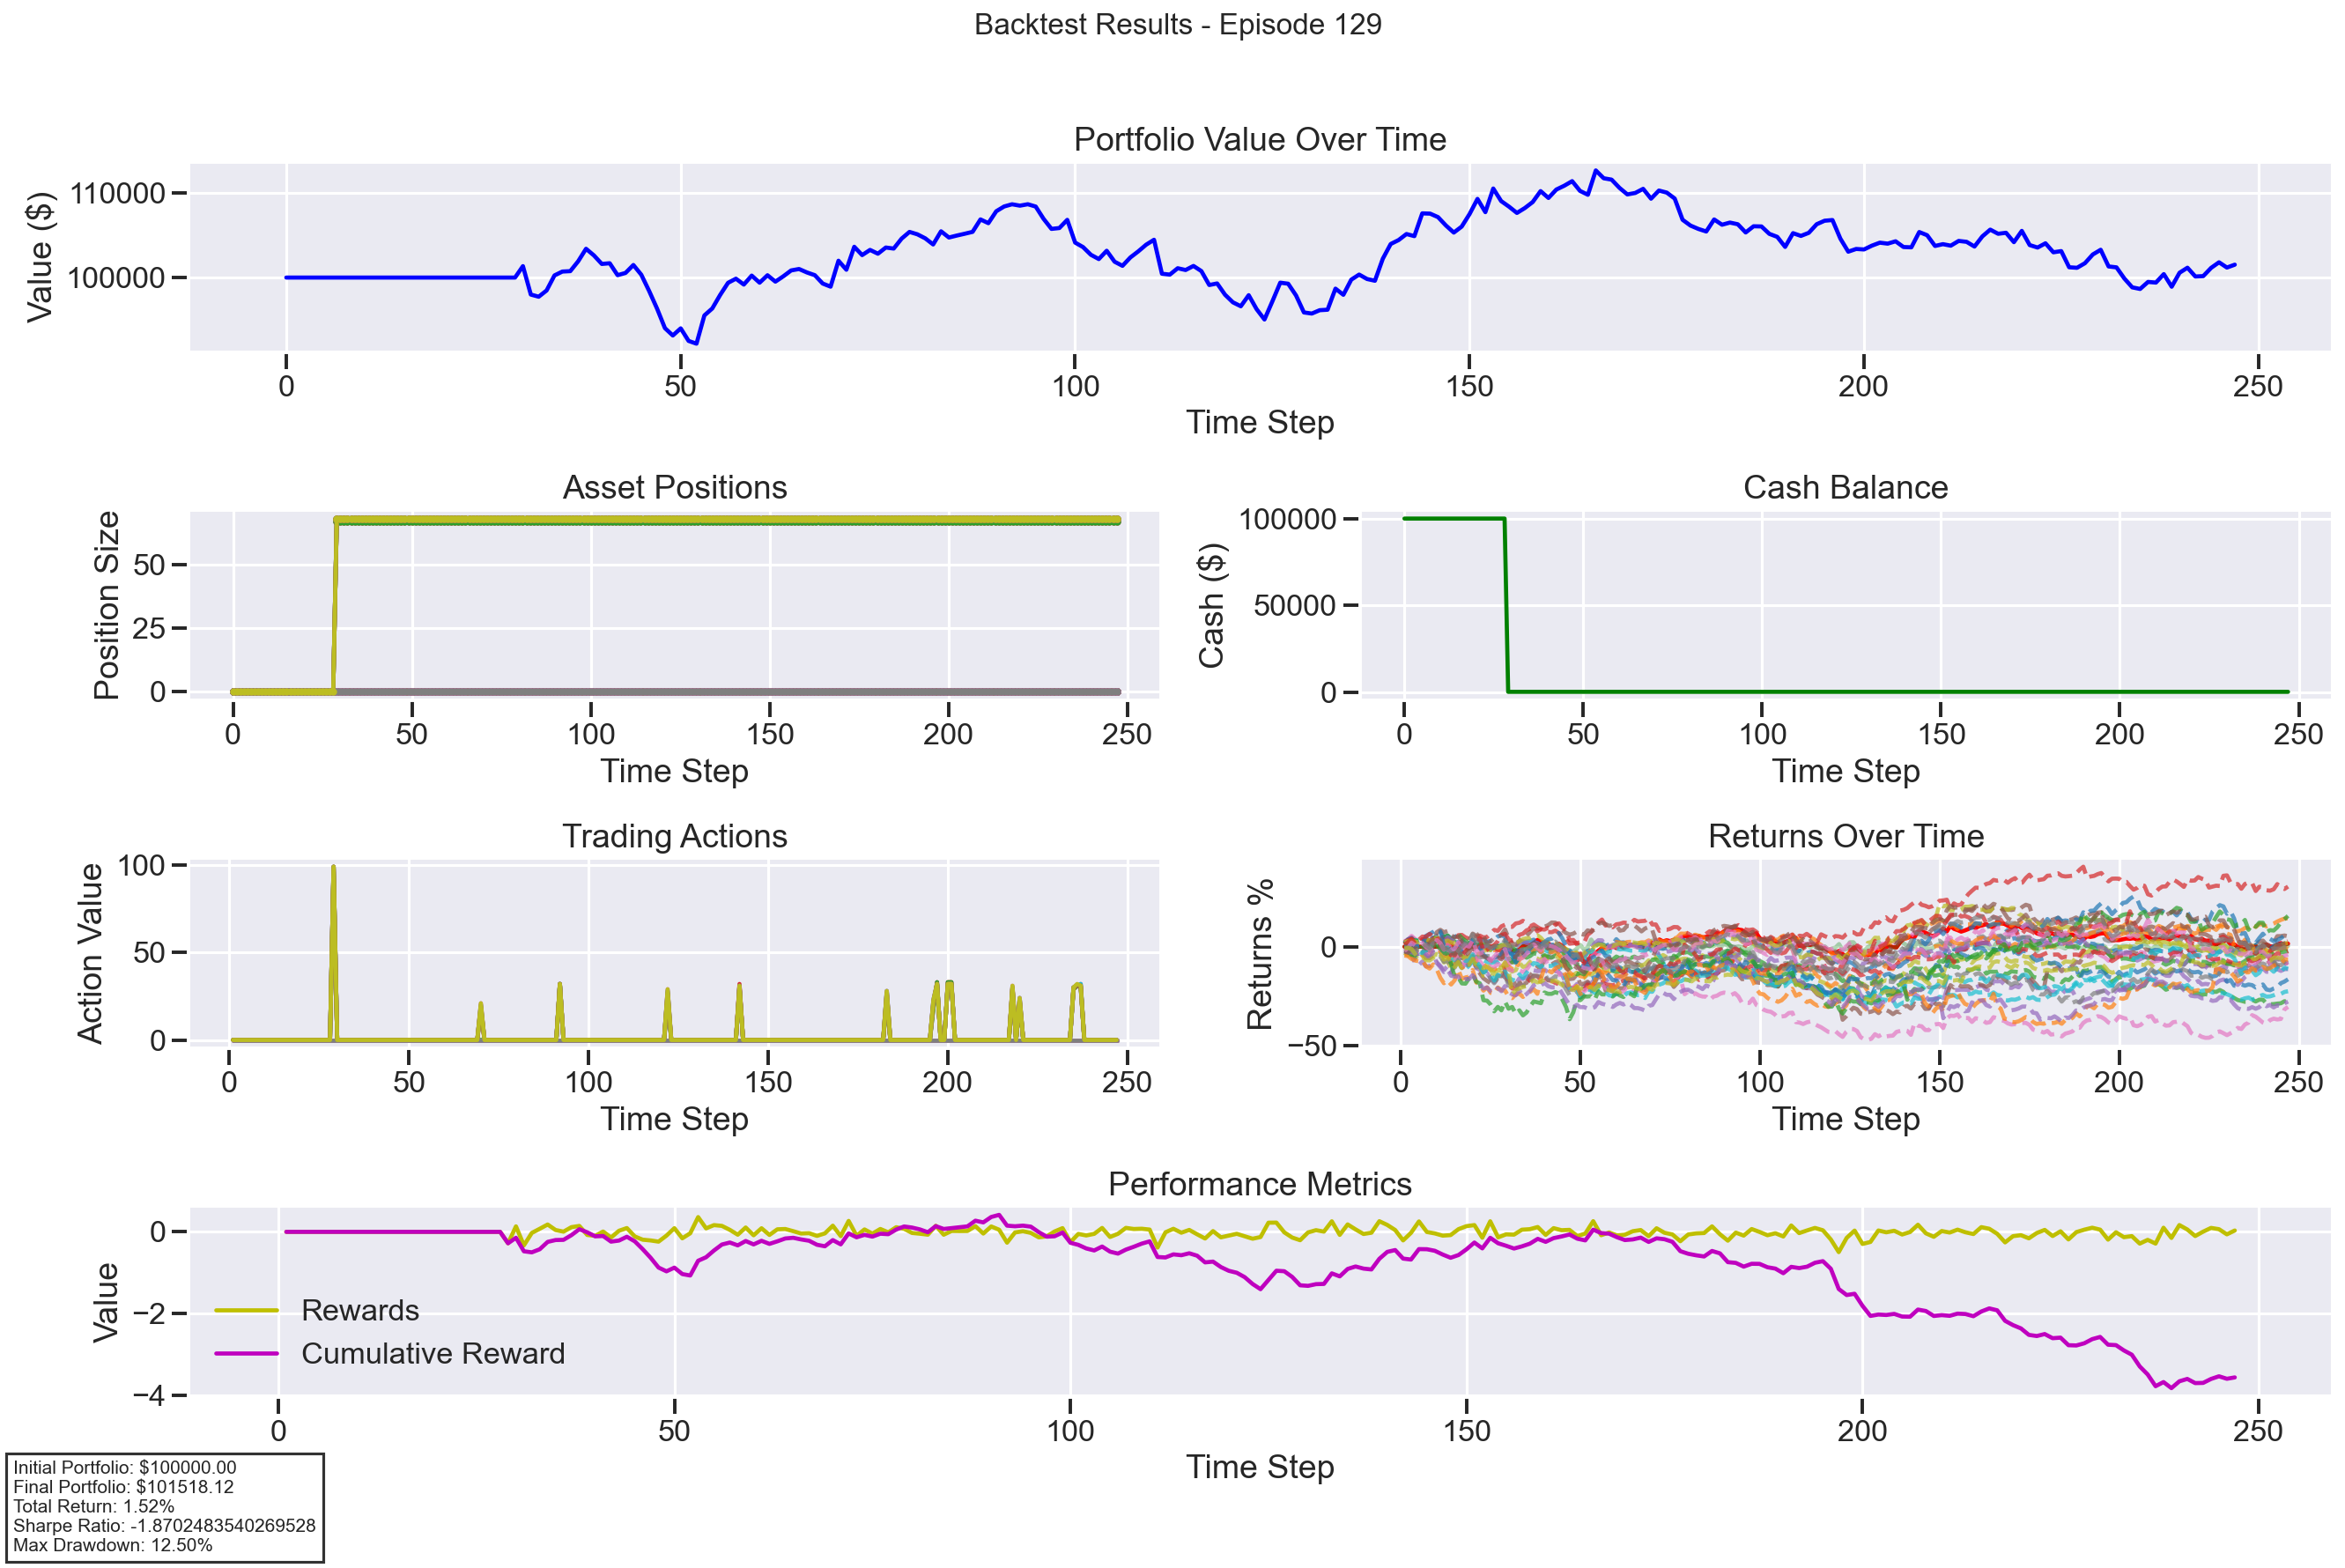 Backtest Results - Episode 129
Portfolio Value Over Time
Value ($)
110000
100000
0 50 100 150 200 250
Time Step
Asset Positions
Position Size
50
25
0
0 50 100 150 200 250
Time Step
Cash Balance
Cash ($)
100000
50000
0
0 50 100 150 200 250
Time Step
Trading Actions
Action Value
100
50
0
0 50 100 150 200 250
Time Step
Returns Over Time
Returns %
0
−50
0 50 100 150 200 250
Time Step
Performance Metrics
Value
0
−2
−4
Rewards
Cumulative Reward
0 50 100 150 200 250
Time Step
Initial Portfolio: $100000.00
Final Portfolio: $101518.12
Total Return: 1.52%
Sharpe Ratio: -1.8702483540269528
Max Drawdown: 12.50%